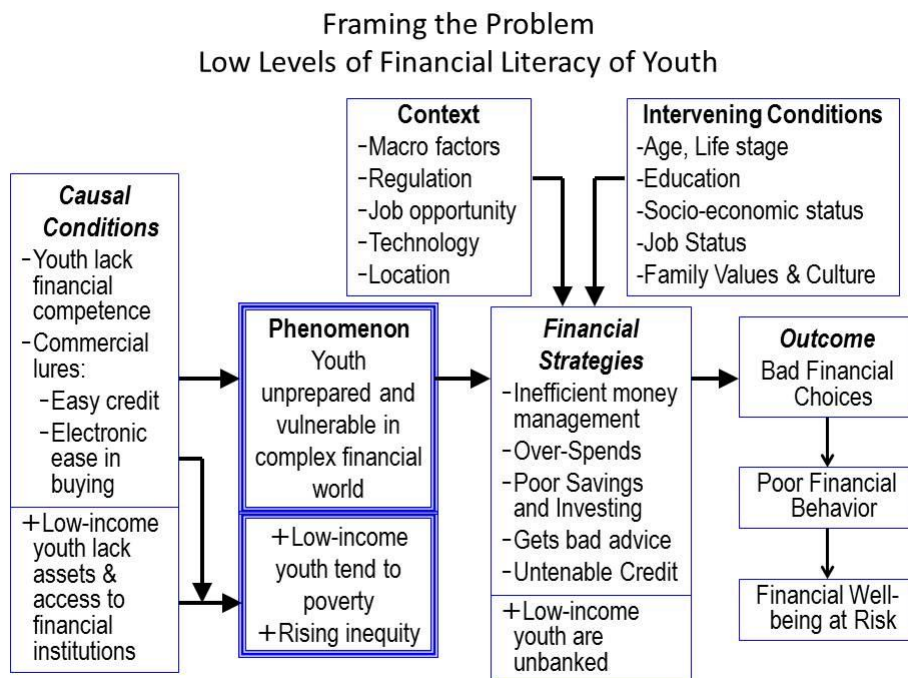 Framing the Problem
Low Levels of Financial Literacy of Youth
Causal
Conditions
-Youth lack
financial
competence
-Commercial
lures:
-Easy credit
-Electronic
ease in
buying
+Low-income
youth lack
assets &
access to
financial
institutions
Phenomenon
Youth
unprepared and
vulnerable in
complex financial
world
+Low-income
youth tend to
poverty
+Rising inequity
Context
-Macro factors
-Regulation
-Job opportunity
-Technology
-Location
Intervening Conditions
-Age, Life stage
-Education
-Socio-economic status
-Job Status
-Family Values & Culture
Financial
Strategies
-Inefficient money
management
-Over-Spends
-Poor Savings
and Investing
-Gets bad advice
-Untenable Credit
+Low-income
youth are
unbanked
Outcome
Bad Financial
Choices
Poor Financial
Behavior
Financial Well-
being at Risk